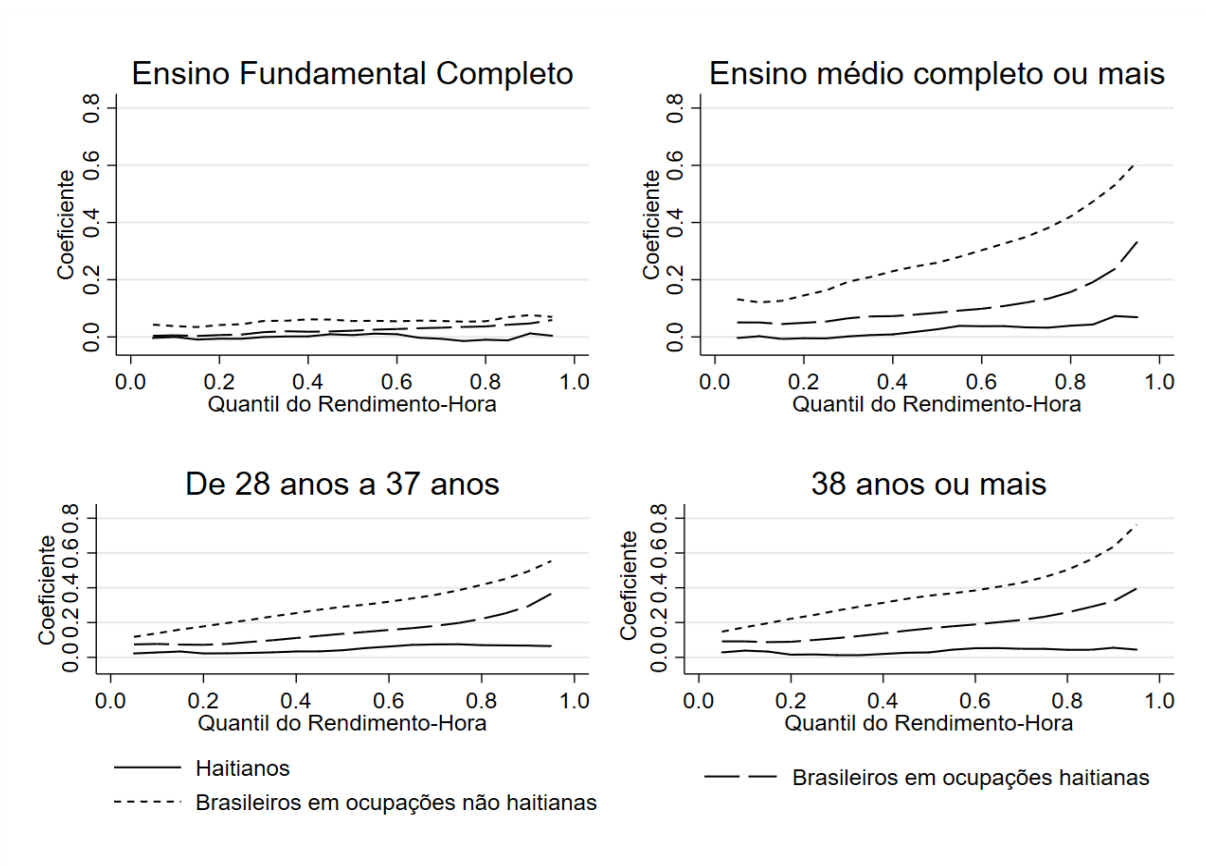 Ensino Fundamental Completo
Coeficiente
0.0 0.2 0.4 0.6 0.8
0.0 0.2 0.4 0.6 0.8 1.0
Quantil do Rendimento-Hora
Ensino médio completo ou mais
Coeficiente
0.0 0.2 0.4 0.6 0.8
0.0 0.2 0.4 0.6 0.8 1.0
Quantil do Rendimento-Hora
De 28 anos a 37 anos
Coeficiente
0.0 0.2 0.4 0.6 0.8
0.0 0.2 0.4 0.6 0.8 1.0
Quantil do Rendimento-Hora
38 anos ou mais
Coeficiente
0.0 0.2 0.4 0.6 0.8
0.0 0.2 0.4 0.6 0.8 1.0
Quantil do Rendimento-Hora
Haitianos
Brasileiros em ocupações não haitianas
Brasileiros em ocupações haitianas